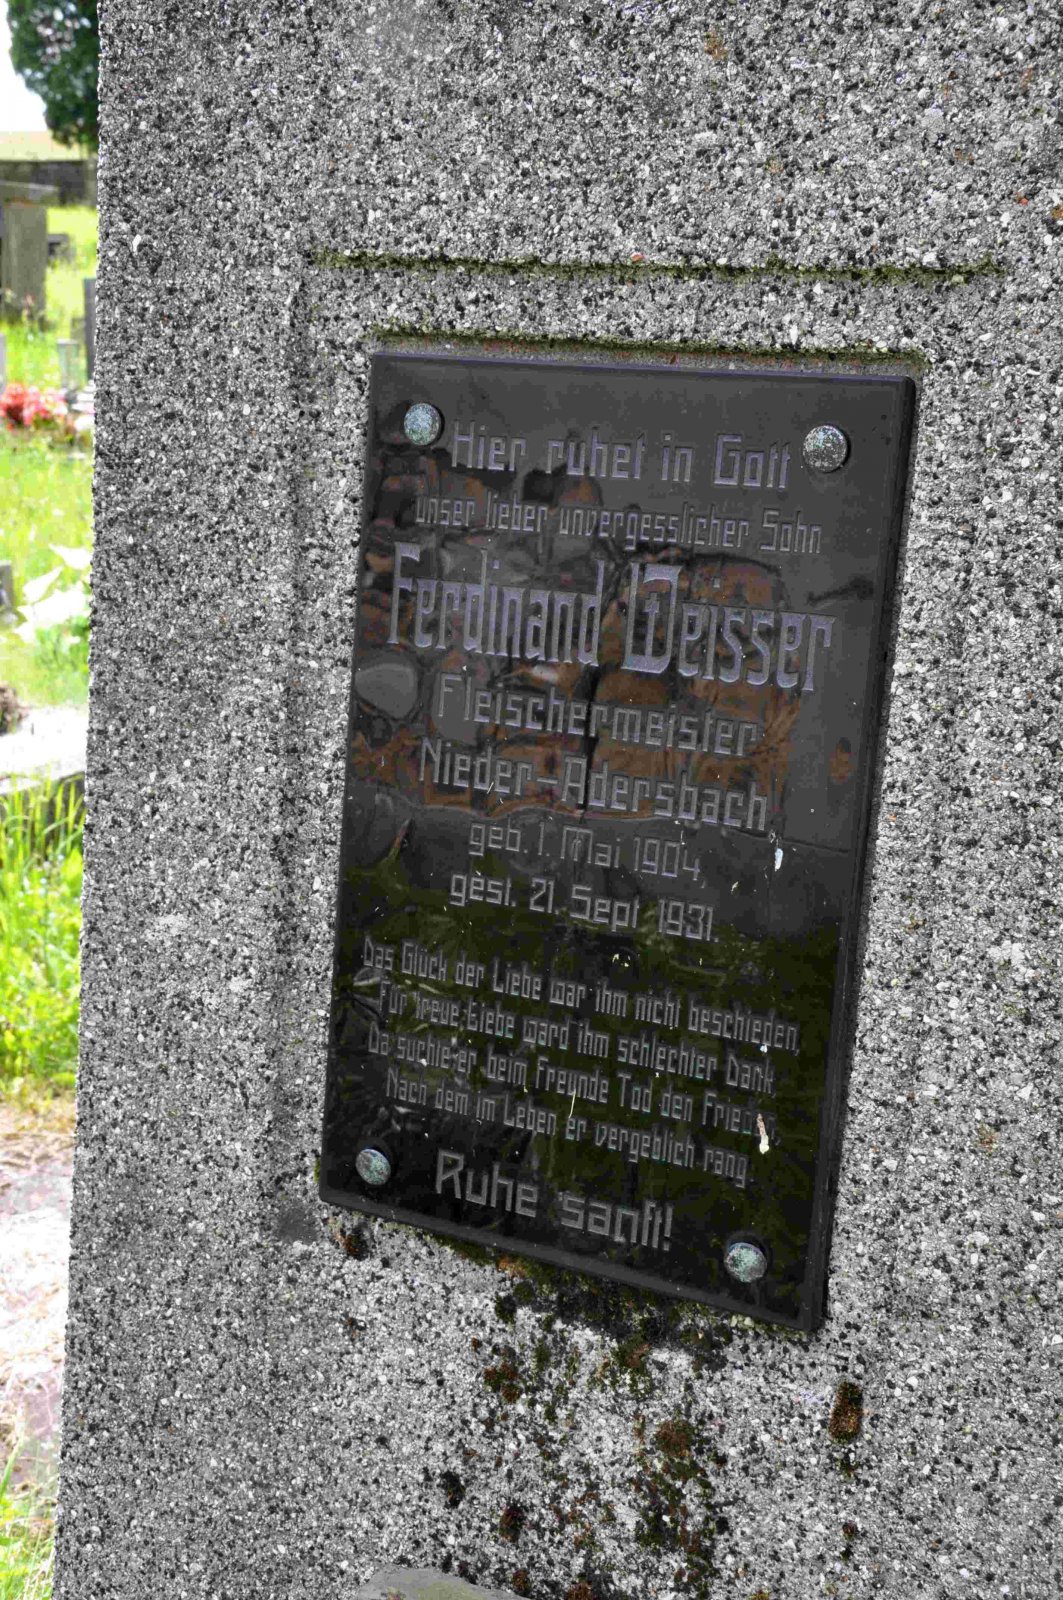 Hier ruhet in Gott
unser lieber unvergesslicher Sohn
Ferdinand Weisser
Fleischermeister
Nieder-Adersbach
geb. 1. Mai 1904,
gest. 21. Sept 1931.
Das Glück der Liebe war ihm nicht beschieden,
Für treue Liebe ward ihm schlechter Dank,
Da suchte er beim Freunde Tod den Frieden,
Nach dem im Leben er vergeblich rang.
Ruhe sanft!